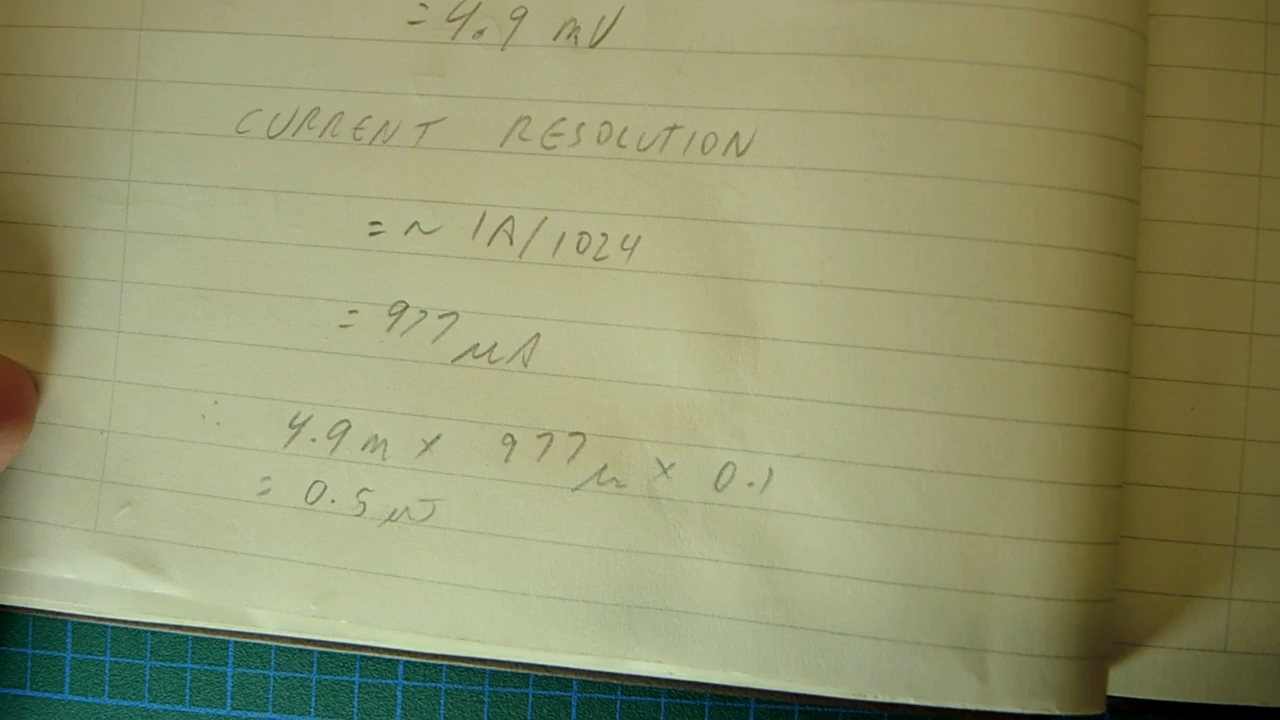 = 4.9 mV
CURRENT RESOLUTION
= ~ 1A/1024
= 977 μA
∴ 4.9m × 977μ × 0.1
= 0.5 μJ